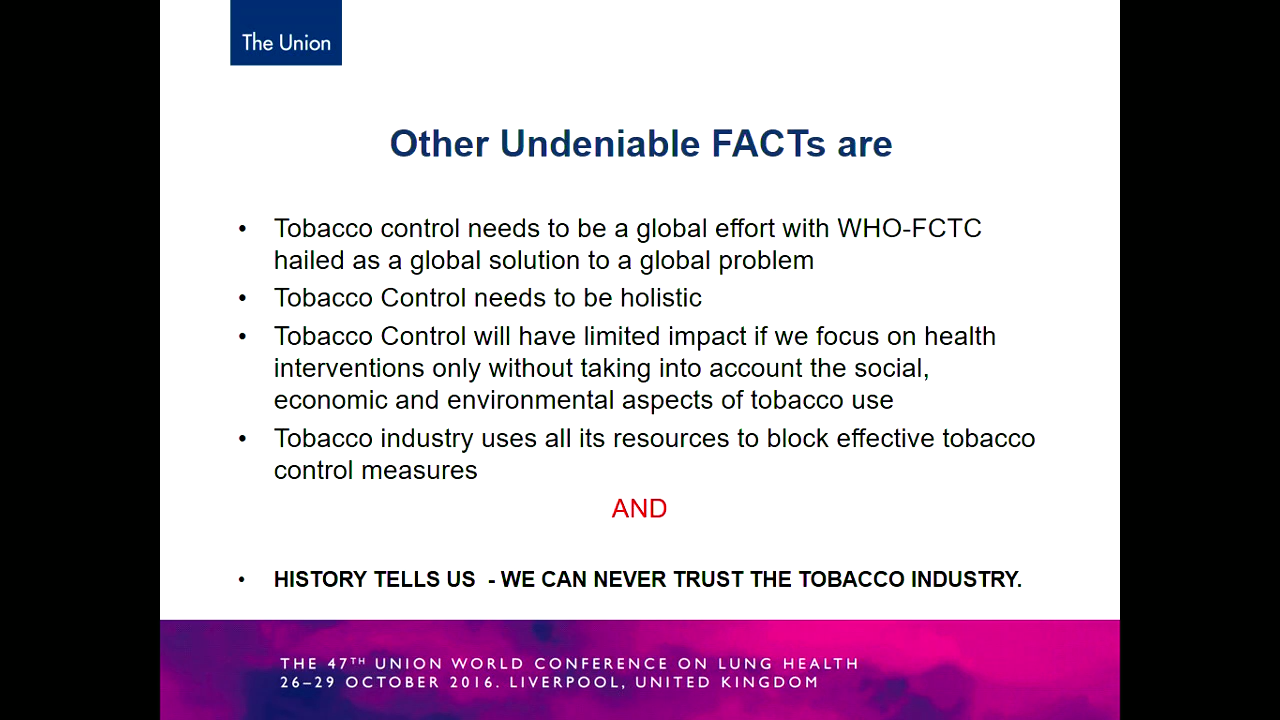 The Union
Other Undeniable FACTs are
• Tobacco control needs to be a global effort with WHO-FCTC
hailed as a global solution to a global problem
• Tobacco Control needs to be holistic
• Tobacco Control will have limited impact if we focus on health
interventions only without taking into account the social,
economic and environmental aspects of tobacco use
• Tobacco industry uses all its resources to block effective tobacco
control measures
AND
• HISTORY TELLS US - WE CAN NEVER TRUST THE TOBACCO INDUSTRY.
THE 47TH UNION WORLD CONFERENCE ON LUNG HEALTH
26–29 OCTOBER 2016. LIVERPOOL, UNITED KINGDOM